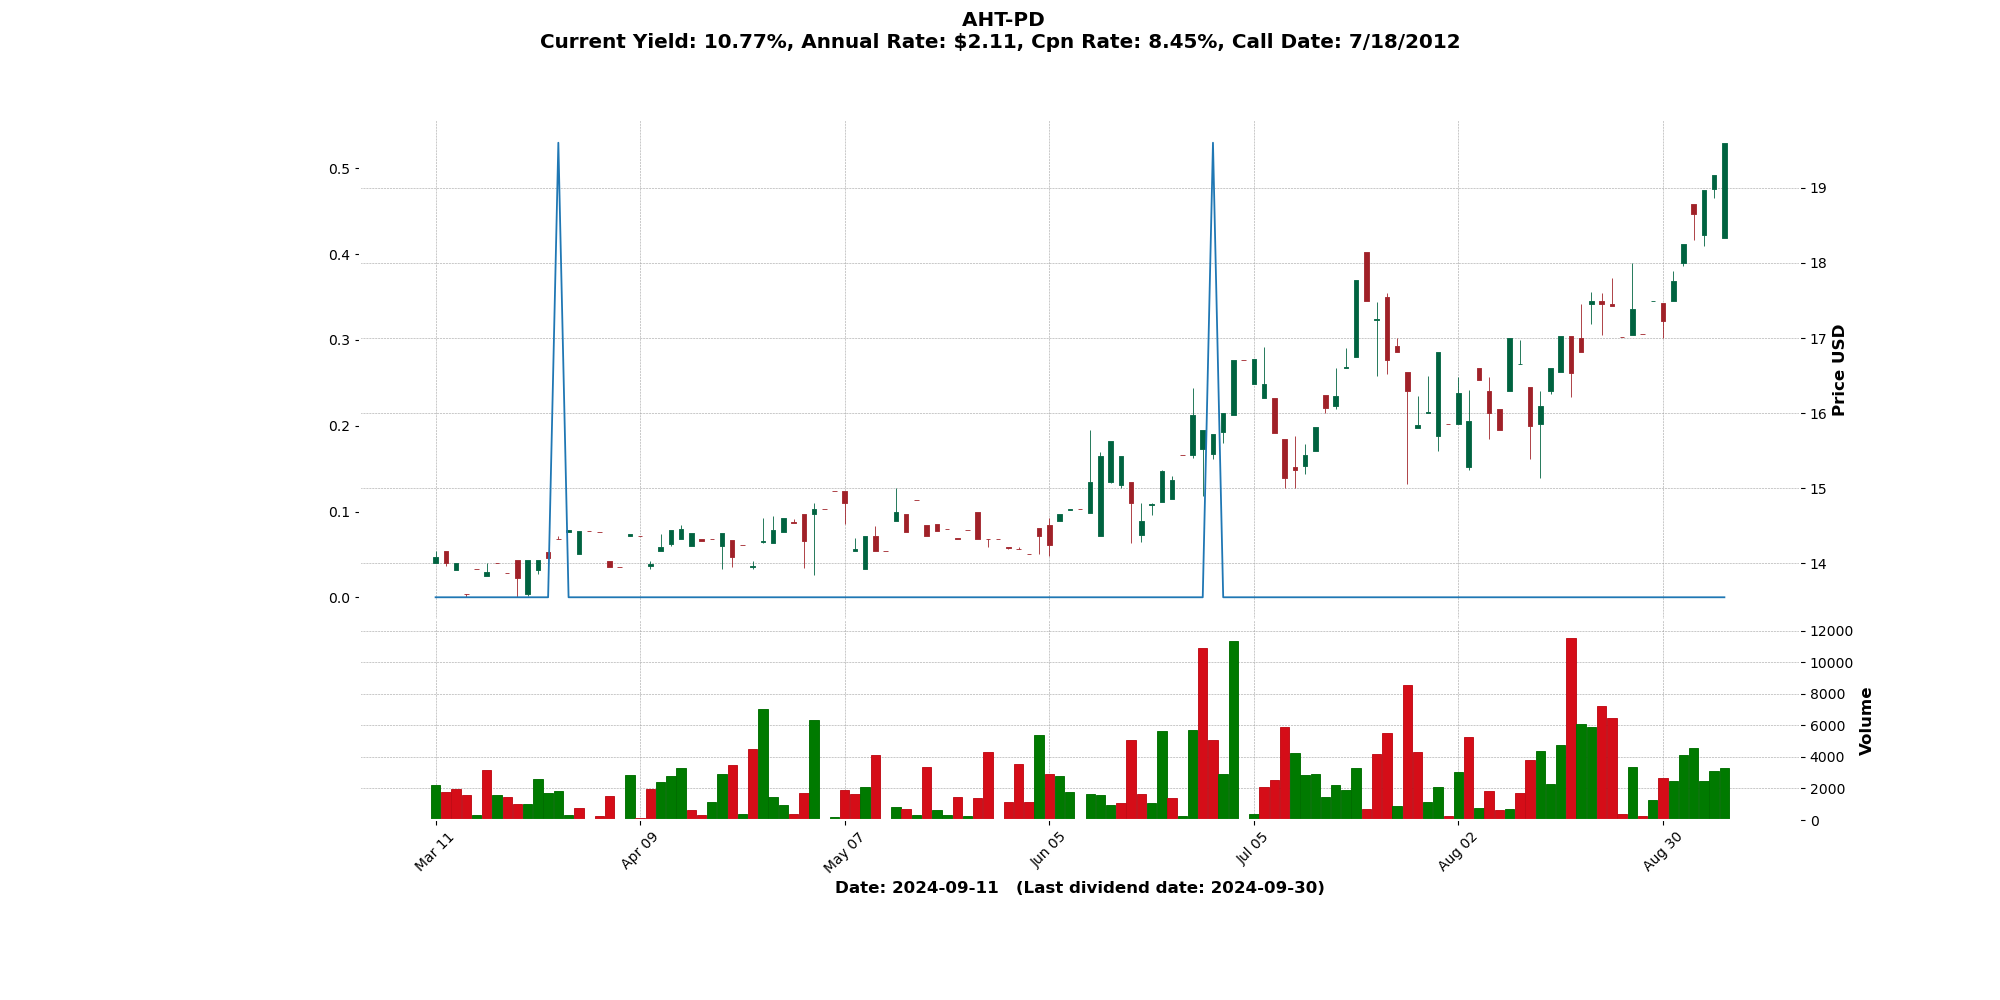 AHT-PD
Current Yield: 10.77%, Annual Rate: $2.11, Cpn Rate: 8.45%, Call Date: 7/18/2012
0.5
0.4
0.3
0.2
0.1
0.0
19
18
17
16
15
14
Price USD
12000
10000
8000
6000
4000
2000
0
Volume
Mar 11
Apr 09
May 07
Jun 05
Jul 05
Aug 02
Aug 30
Date: 2024-09-11 (Last dividend date: 2024-09-30)